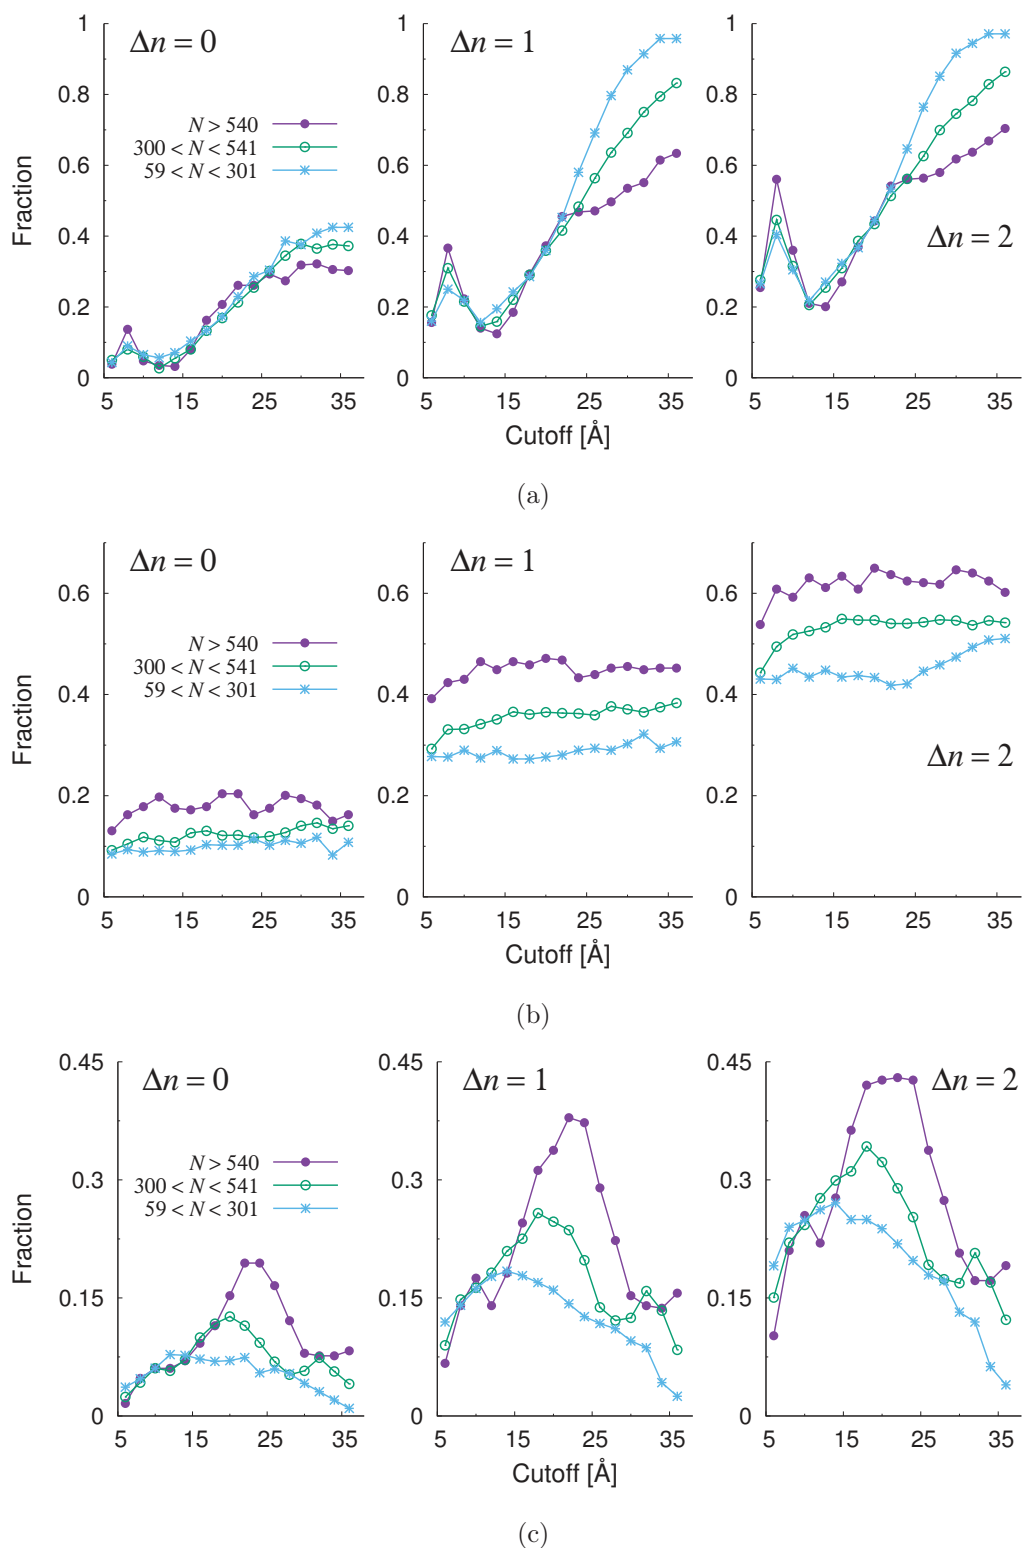 Δn = 0
Δn = 1
Δn = 2
N > 540
300 < N < 541
59 < N < 301
Fraction
1
0.8
0.6
0.4
0.2
0
5 15 25 35
1
0.8
0.6
0.4
0.2
0
5 15 25 35
1
0.8
0.6
0.4
0.2
0
5 15 25 35
Cutoff [Å]
(a)
Δn = 0
Δn = 1
Δn = 2
N > 540
300 < N < 541
59 < N < 301
Fraction
0.6
0.4
0.2
0
5 15 25 35
0.6
0.4
0.2
0
5 15 25 35
0.6
0.4
0.2
0
5 15 25 35
Cutoff [Å]
(b)
Δn = 0
Δn = 1
Δn = 2
N > 540
300 < N < 541
59 < N < 301
Fraction
0.45
0.3
0.15
0
5 15 25 35
0.45
0.3
0.15
0
5 15 25 35
0.45
0.3
0.15
0
5 15 25 35
Cutoff [Å]
(c)